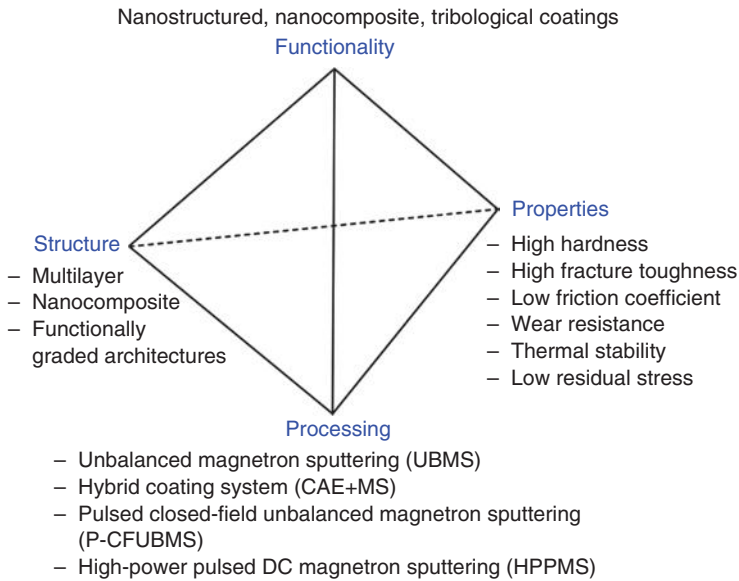 Nanostructured, nanocomposite, tribological coatings
Functionality
Structure
– Multilayer
– Nanocomposite
– Functionally
graded architectures
Properties
– High hardness
– High fracture toughness
– Low friction coefficient
– Wear resistance
– Thermal stability
– Low residual stress
Processing
– Unbalanced magnetron sputtering (UBMS)
– Hybrid coating system (CAE+MS)
– Pulsed closed-field unbalanced magnetron sputtering
(P-CFUBMS)
– High-power pulsed DC magnetron sputtering (HPPMS)